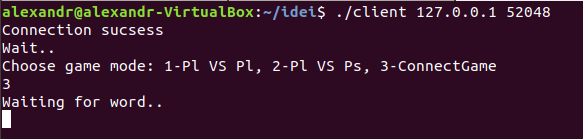 alexandr@alexandr-VirtualBox:~/idei$ ./client 127.0.0.1 52048
Connection sucsess
Wait..
Choose game mode: 1-Pl VS Pl, 2-Pl VS Ps, 3-ConnectGame
3
Waiting for word..